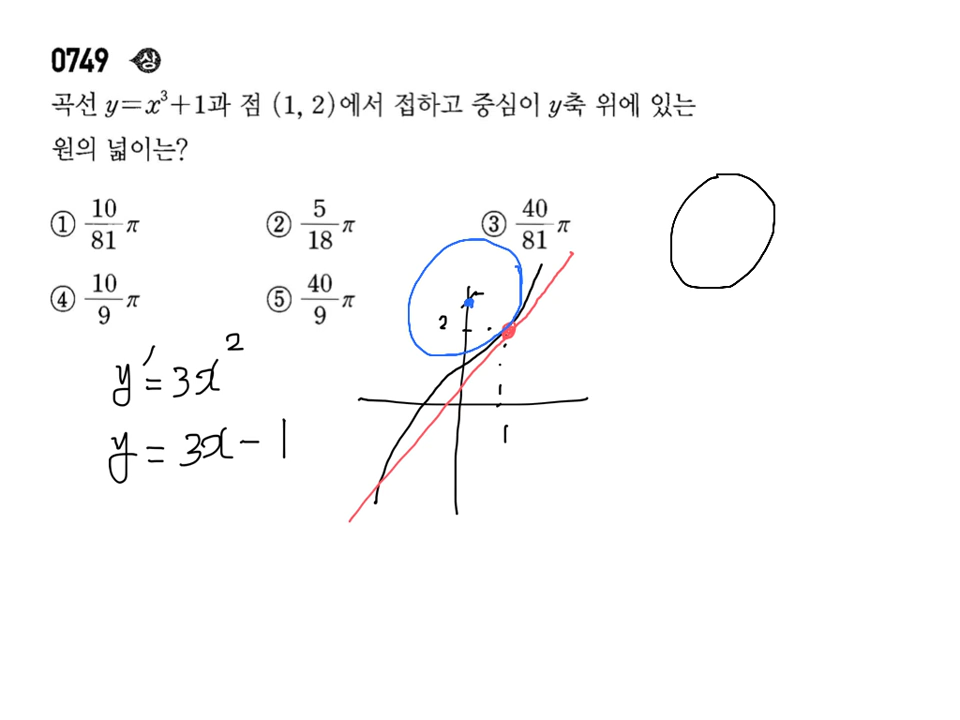 0749 상
곡선 y=x³+1과 점 (1, 2)에서 접하고 중심이 y축 위에 있는
원의 넓이는?
① 10/81 π ② 5/18 π ③ 40/81 π
④ 10/9 π ⑤ 40/9 π
y′=3x²
y=3x-1
2
1